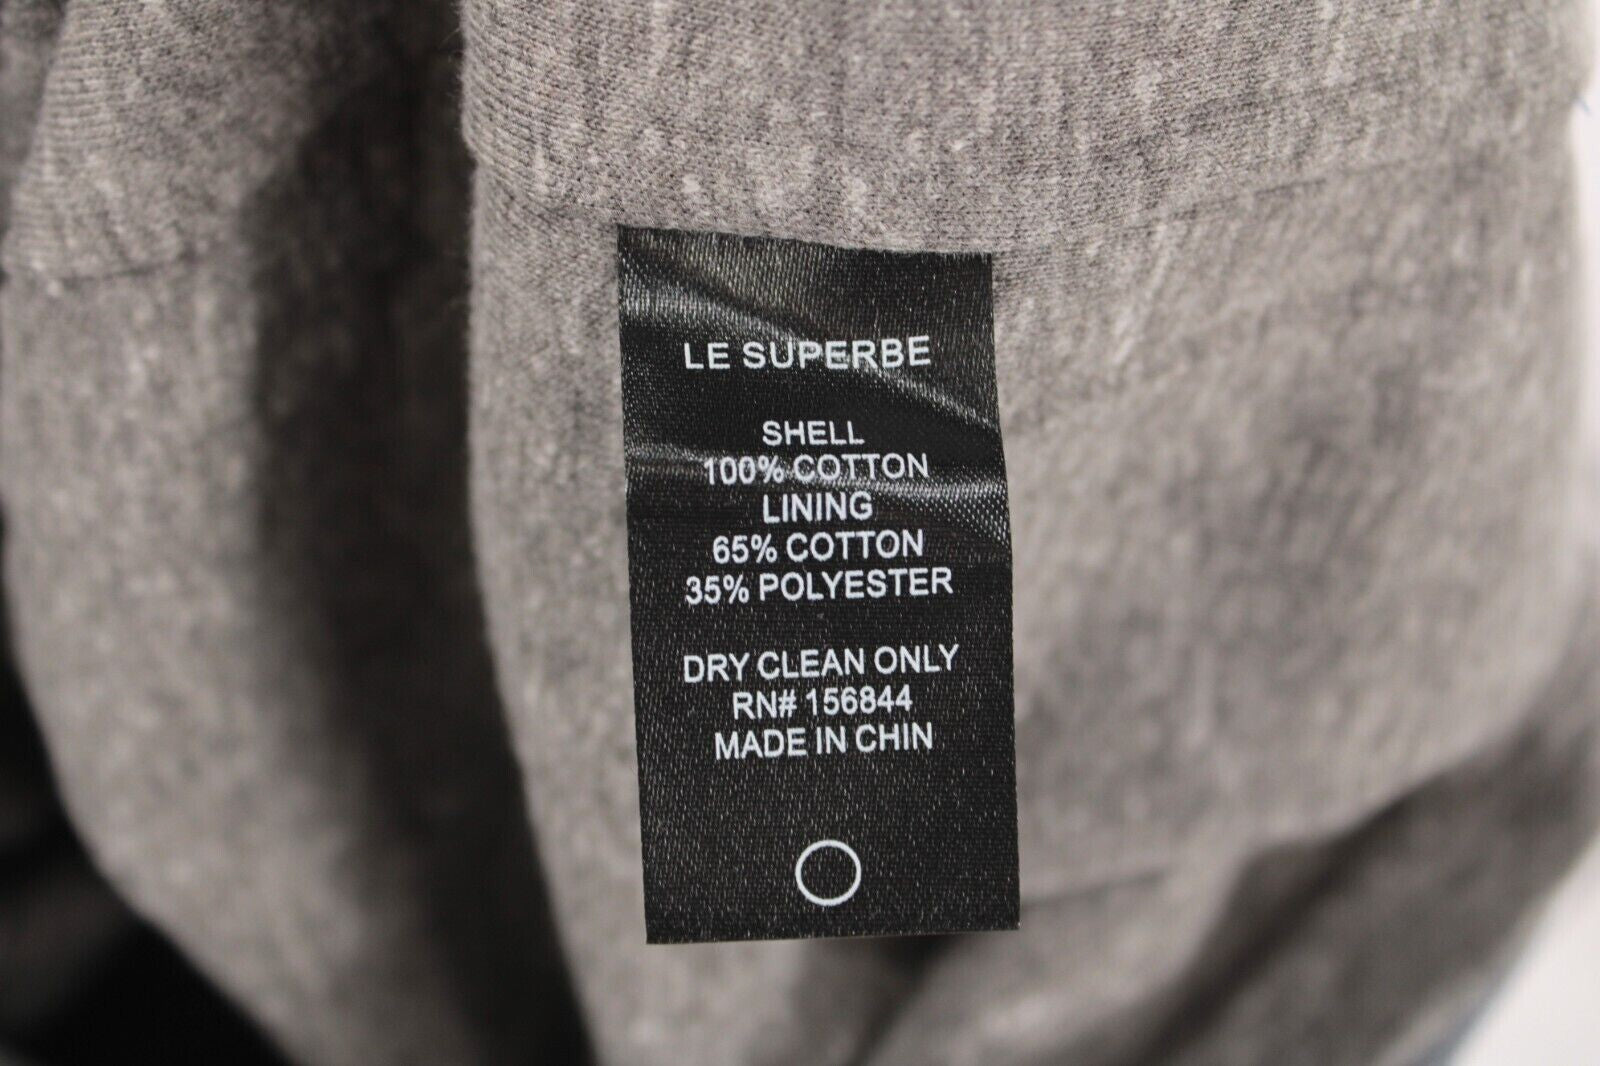 LE SUPERBE
SHELL
100% COTTON
LINING
65% COTTON
35% POLYESTER
DRY CLEAN ONLY
RN# 156844
MADE IN CHIN